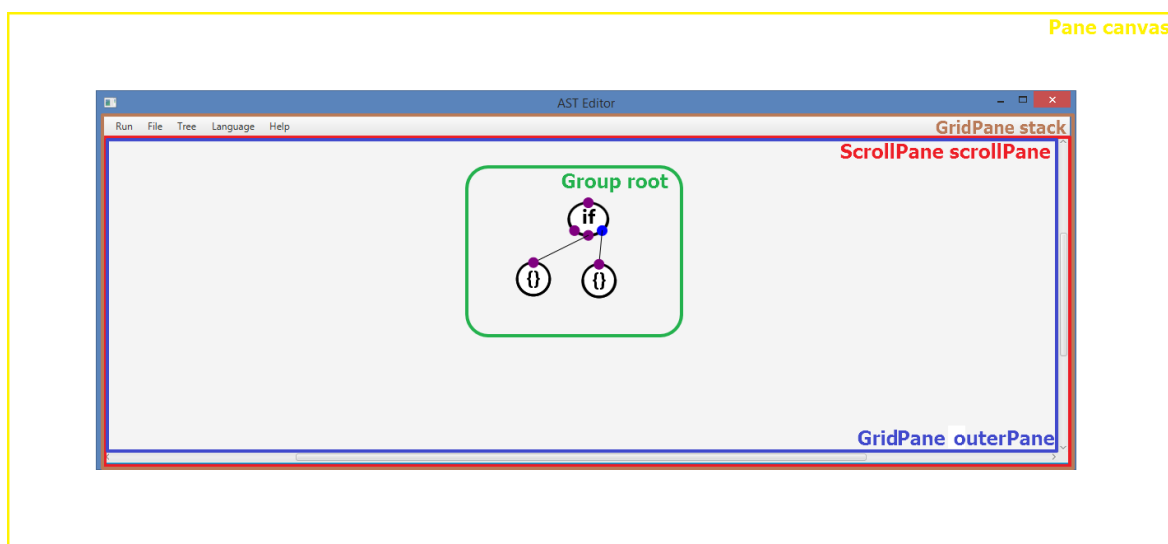 Pane canvas
AST Editor
Run File Tree Language Help
GridPane stack
ScrollPane scrollPane
Group root
if
{} {}
GridPane outerPane